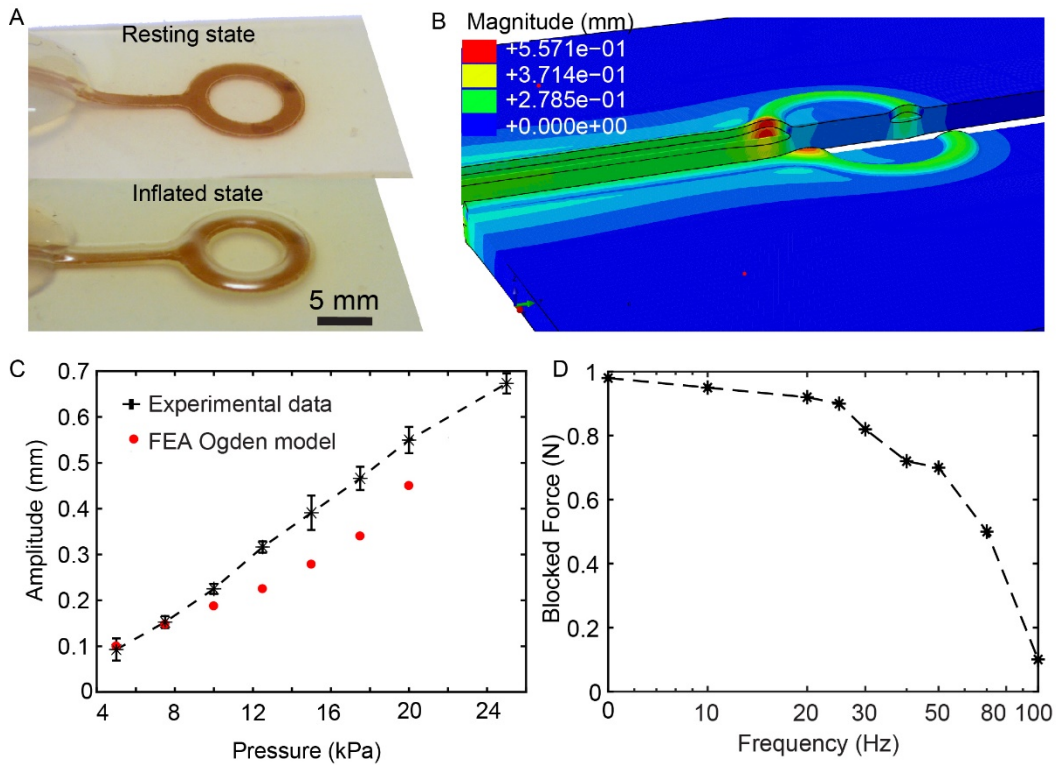 A
Resting state
Inflated state
5 mm
B
Magnitude (mm)
+5.571e−01
+3.714e−01
+2.785e−01
+0.000e+00
C
0.7
0.6
0.5
0.4
0.3
0.2
0.1
0
Amplitude (mm)
Experimental data
FEA Ogden model
4
8
12
16
20
24
Pressure (kPa)
D
1
0.8
0.6
0.4
0.2
0
Blocked Force (N)
0
10
20
30
50
80
100
Frequency (Hz)